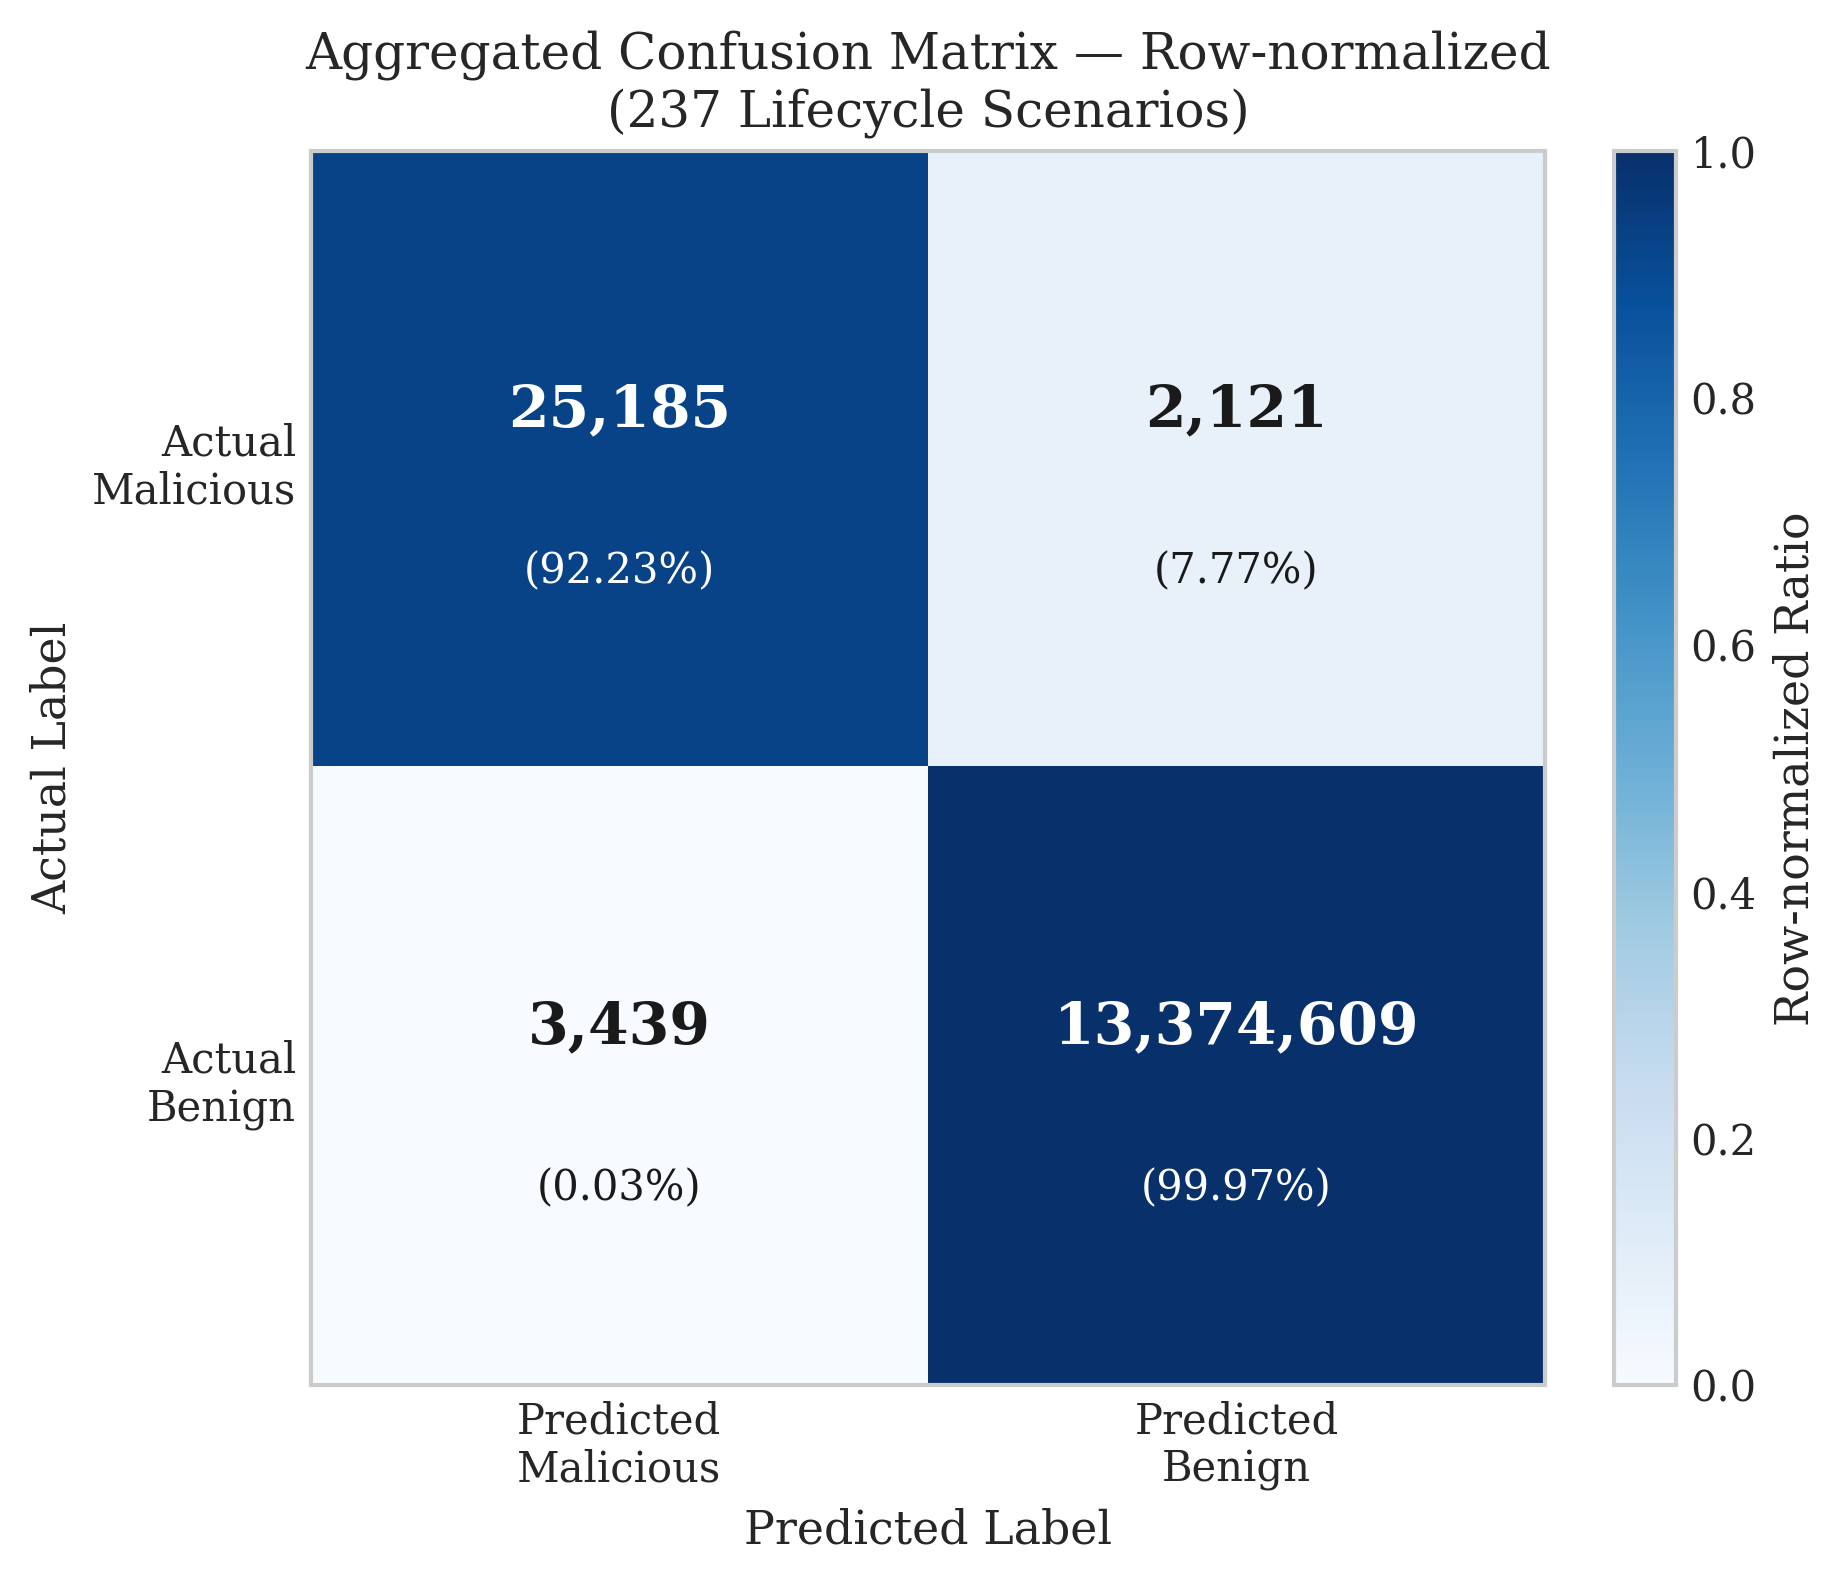 Aggregated Confusion Matrix — Row-normalized
(237 Lifecycle Scenarios)
Actual Label
Actual
Malicious
25,185
(92.23%)
2,121
(7.77%)
Actual
Benign
3,439
(0.03%)
13,374,609
(99.97%)
Predicted
Malicious
Predicted
Benign
Predicted Label
1.0
0.8
0.6
0.4
0.2
0.0
Row-normalized Ratio